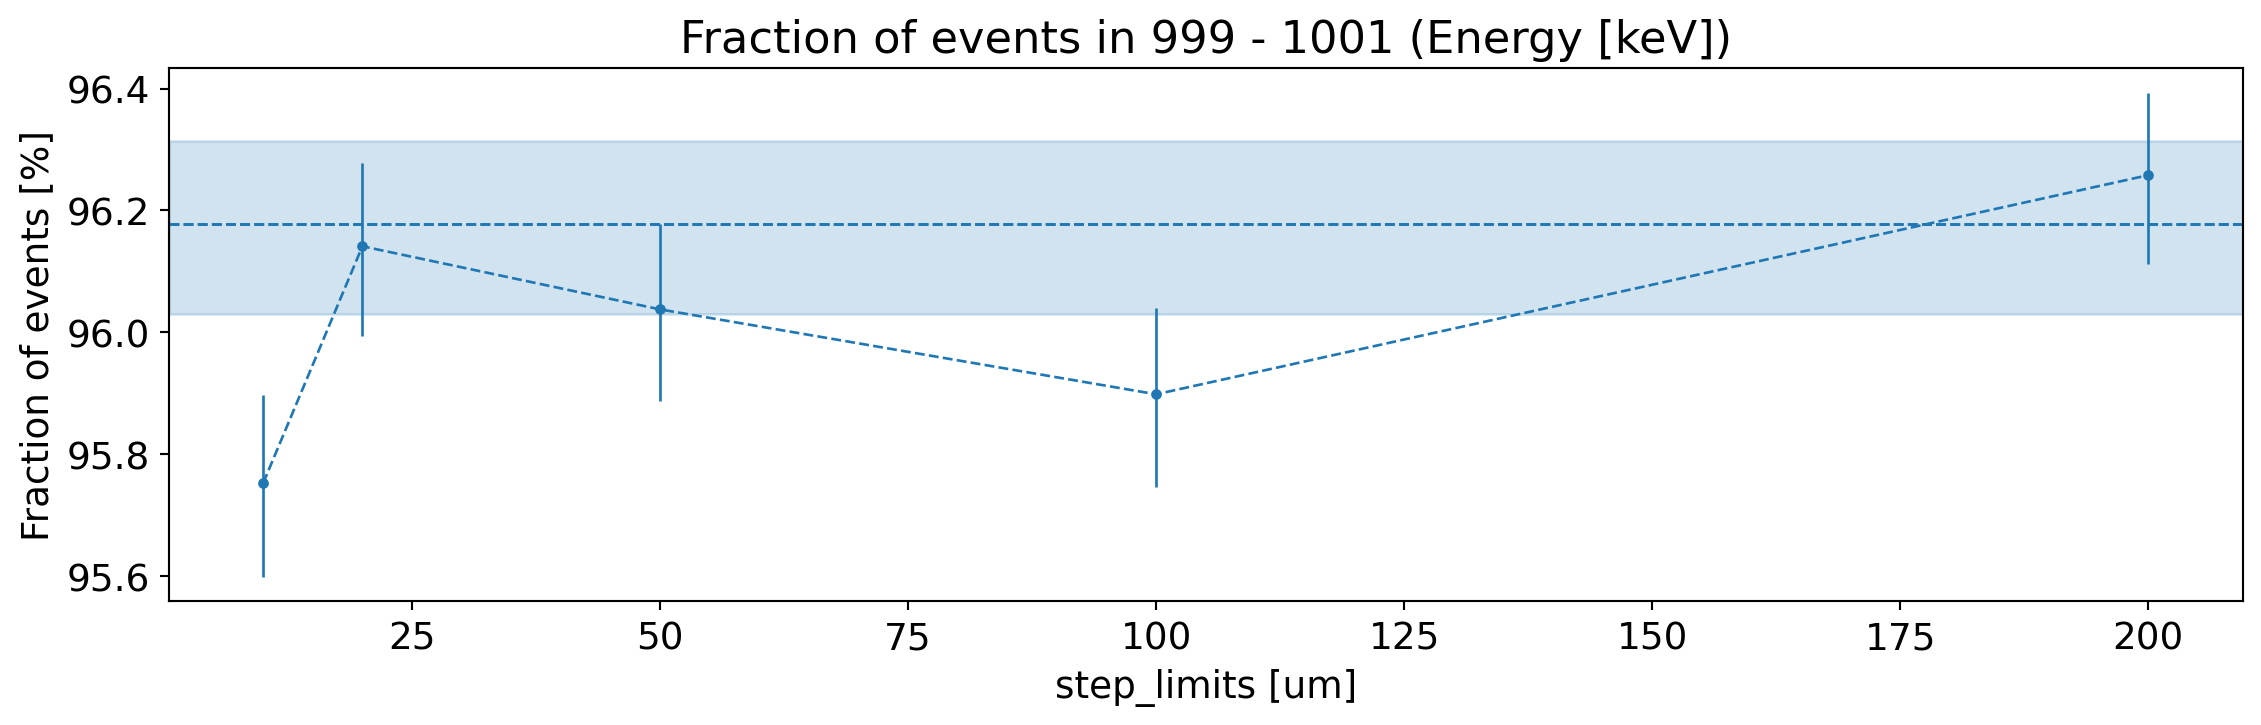 Fraction of events in 999 - 1001 (Energy [keV])
Fraction of events [%]
96.4
96.2
96.0
95.8
95.6
25 50 75 100 125 150 175 200
step_limits [um]